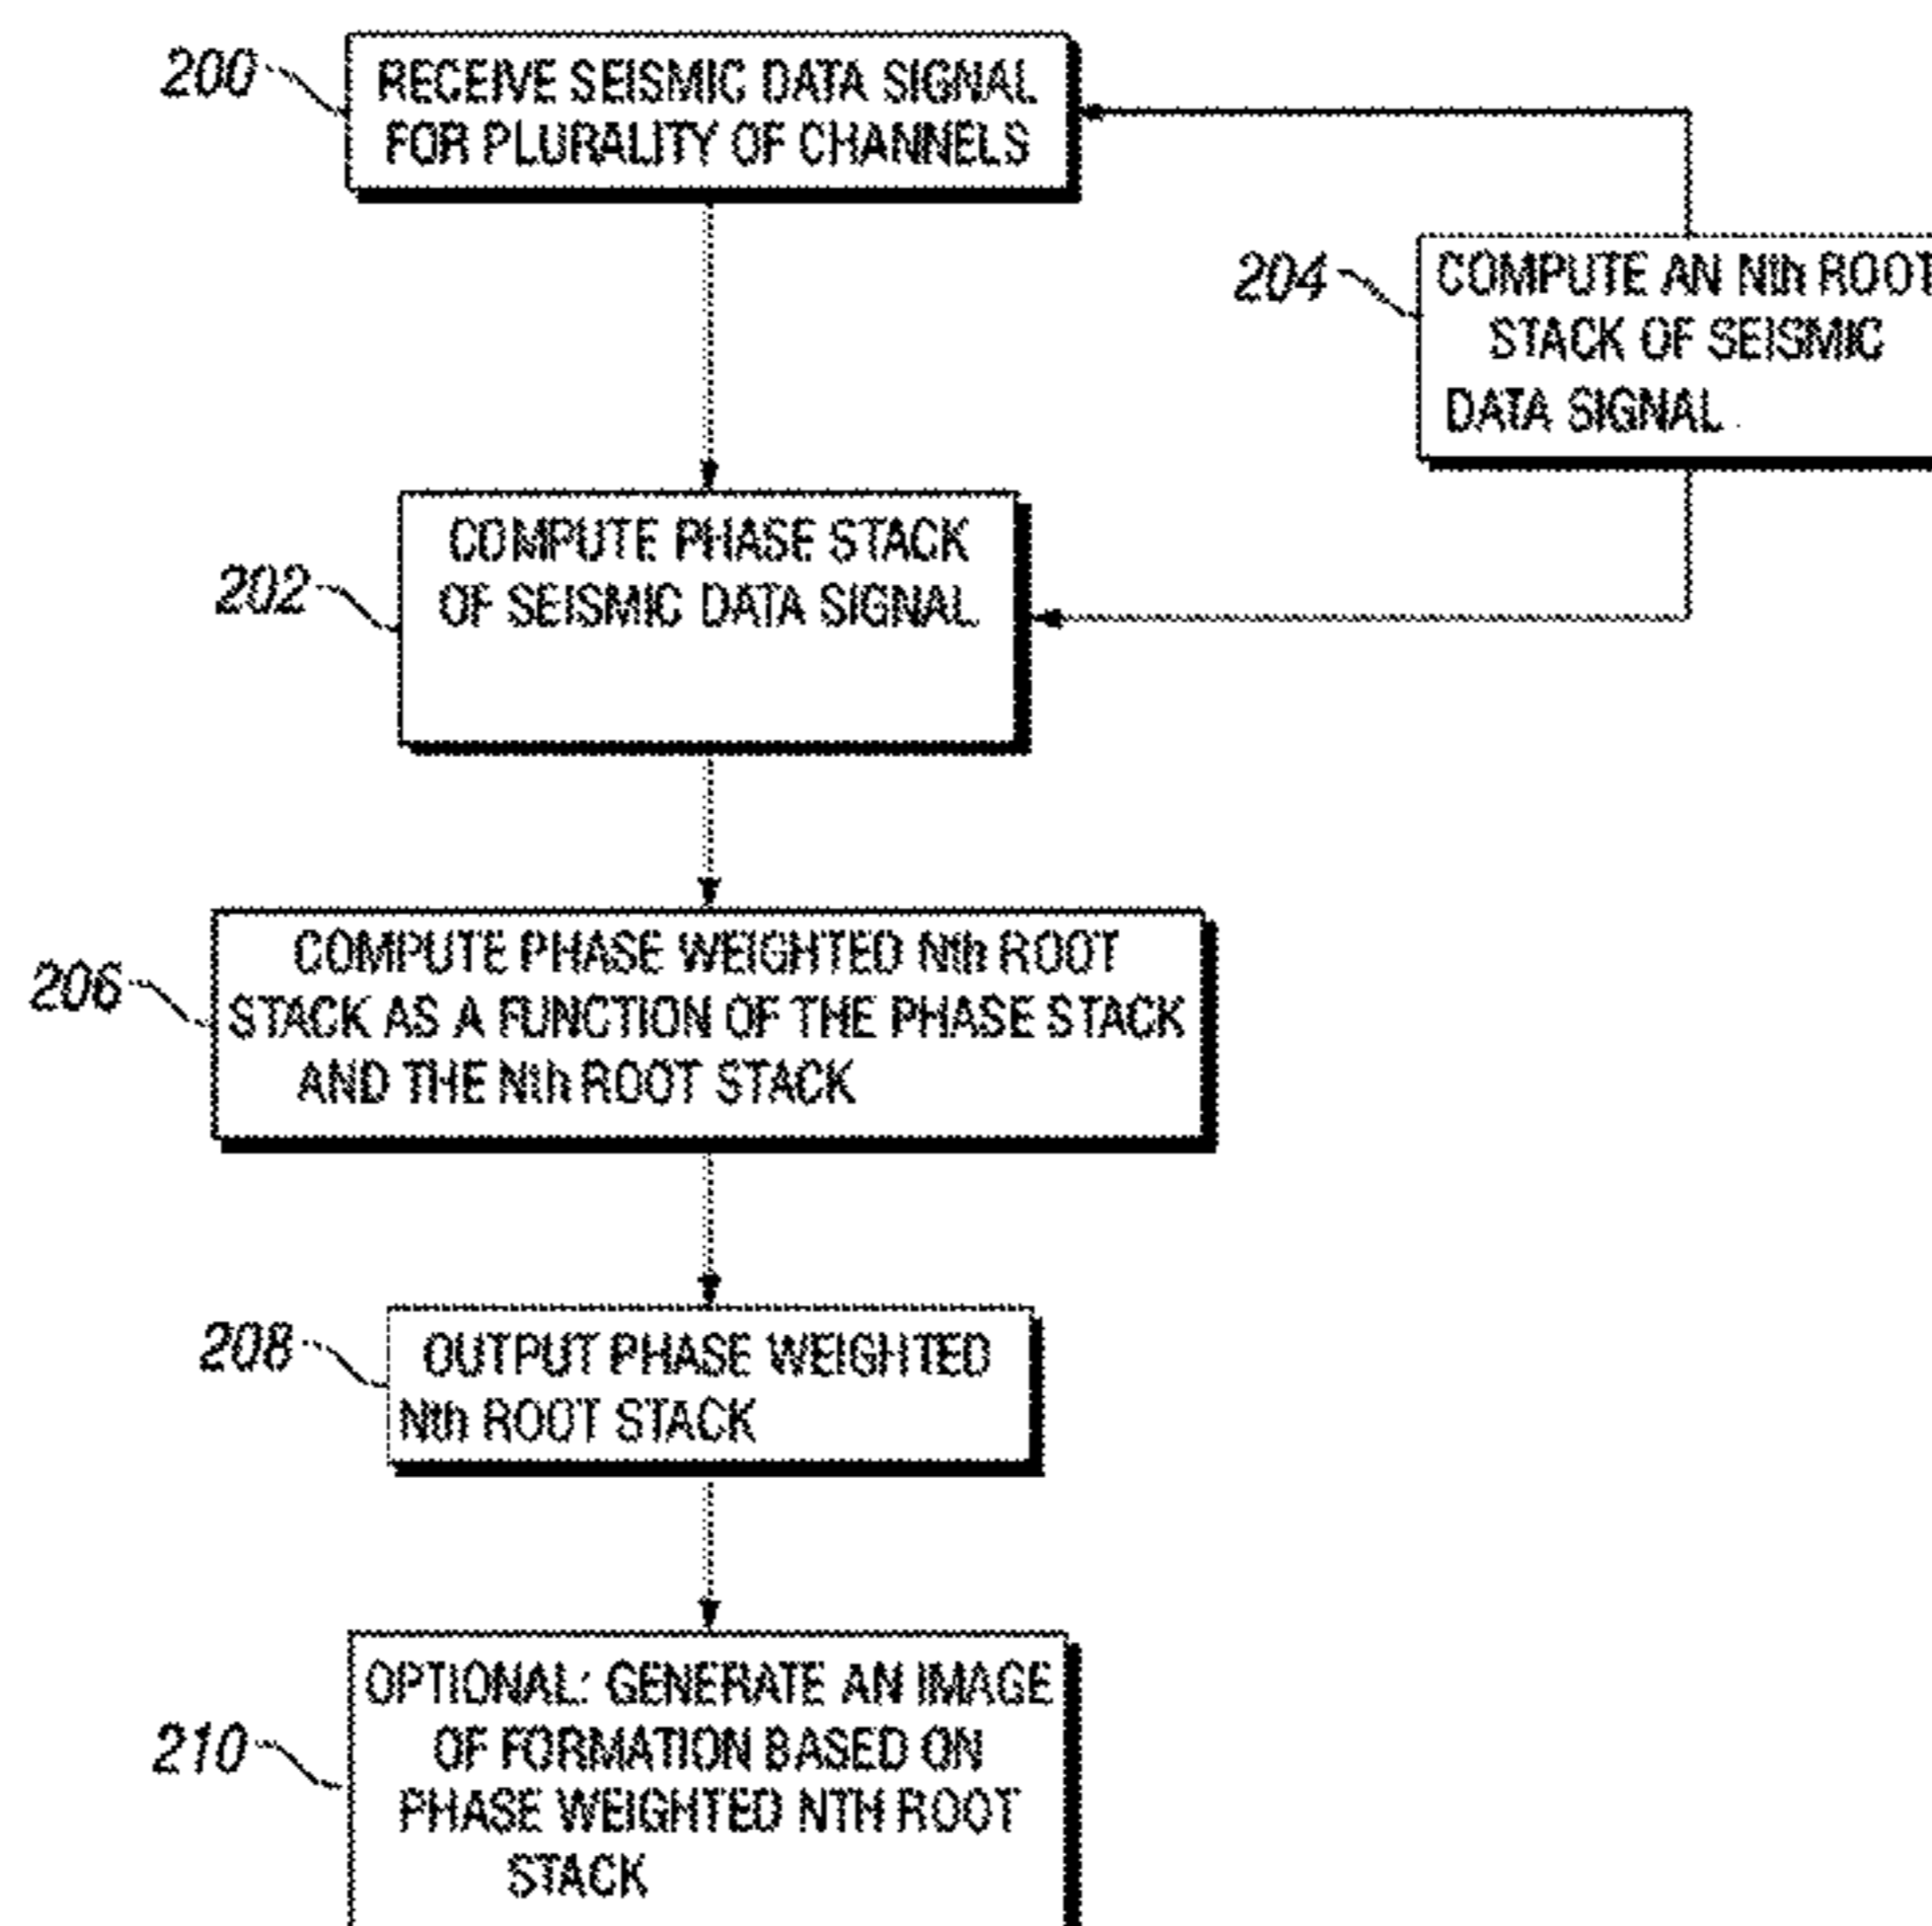 200
RECEIVE SEISMIC DATA SIGNAL
FOR PLURALITY OF CHANNELS
204
COMPUTE AN Nth ROOT
STACK OF SEISMIC
DATA SIGNAL
202
COMPUTE PHASE STACK
OF SEISMIC DATA SIGNAL
206
COMPUTE PHASE WEIGHTED Nth ROOT
STACK AS A FUNCTION OF THE PHASE STACK
AND THE Nth ROOT STACK
208
OUTPUT PHASE WEIGHTED
Nth ROOT STACK
210
OPTIONAL: GENERATE AN IMAGE
OF FORMATION BASED ON
PHASE WEIGHTED NTH ROOT
STACK